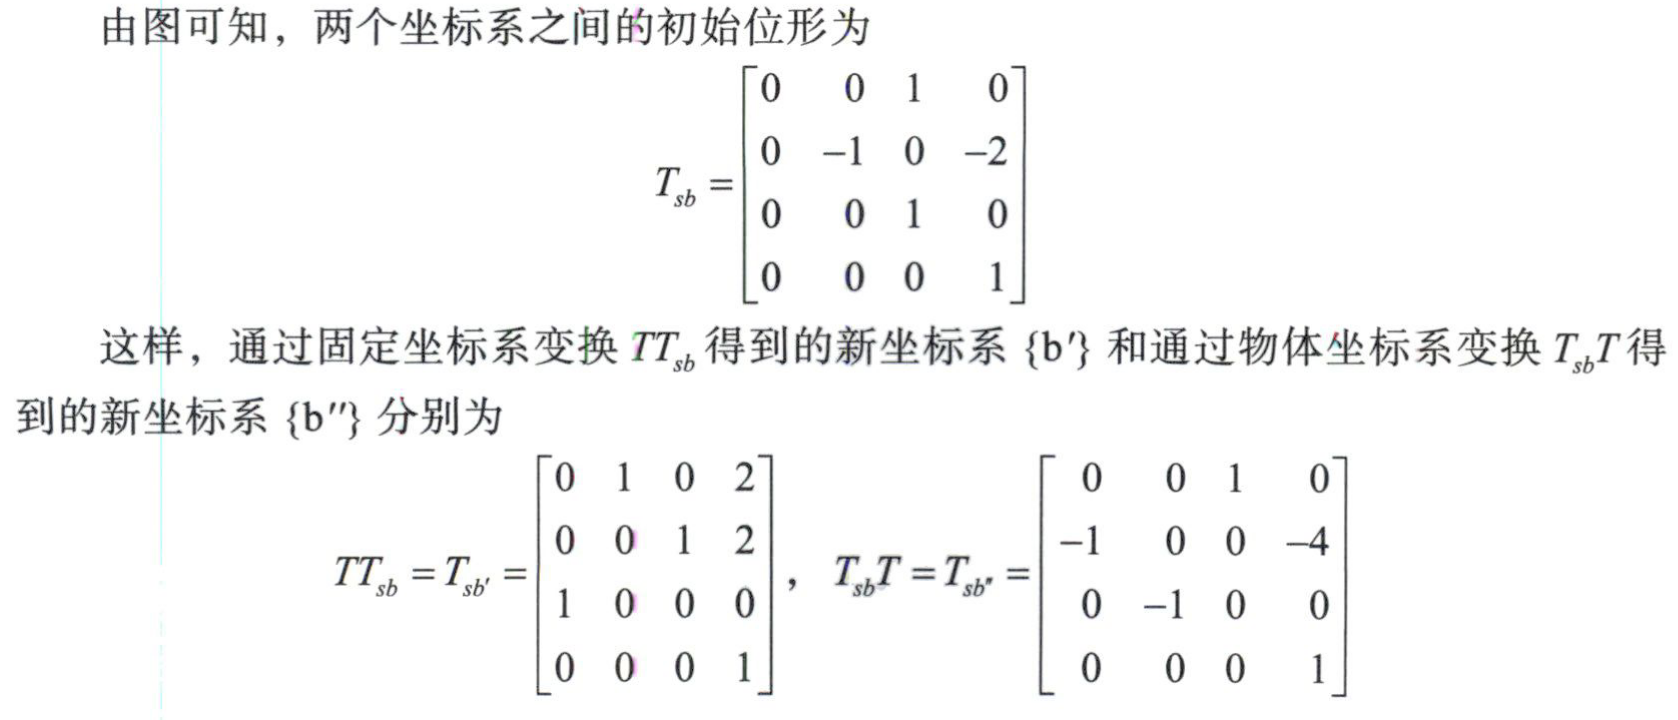 由图可知，两个坐标系之间的初始位形为
T_{sb} = \begin{bmatrix} 0 & 0 & 1 & 0 \\ 0 & -1 & 0 & -2 \\ 0 & 0 & 1 & 0 \\ 0 & 0 & 0 & 1 \end{bmatrix}
这样，通过固定坐标系变换 TT_{sb} 得到的新坐标系 {b′} 和通过物体坐标系变换 T_{sb}T 得
到的新坐标系 {b″} 分别为
TT_{sb} = T_{sb′} = \begin{bmatrix} 0 & 1 & 0 & 2 \\ 0 & 0 & 1 & 2 \\ 1 & 0 & 0 & 0 \\ 0 & 0 & 0 & 1 \end{bmatrix}， T_{sb}T = T_{sb″} = \begin{bmatrix} 0 & 0 & 1 & 0 \\ -1 & 0 & 0 & -4 \\ 0 & -1 & 0 & 0 \\ 0 & 0 & 0 & 1 \end{bmatrix}